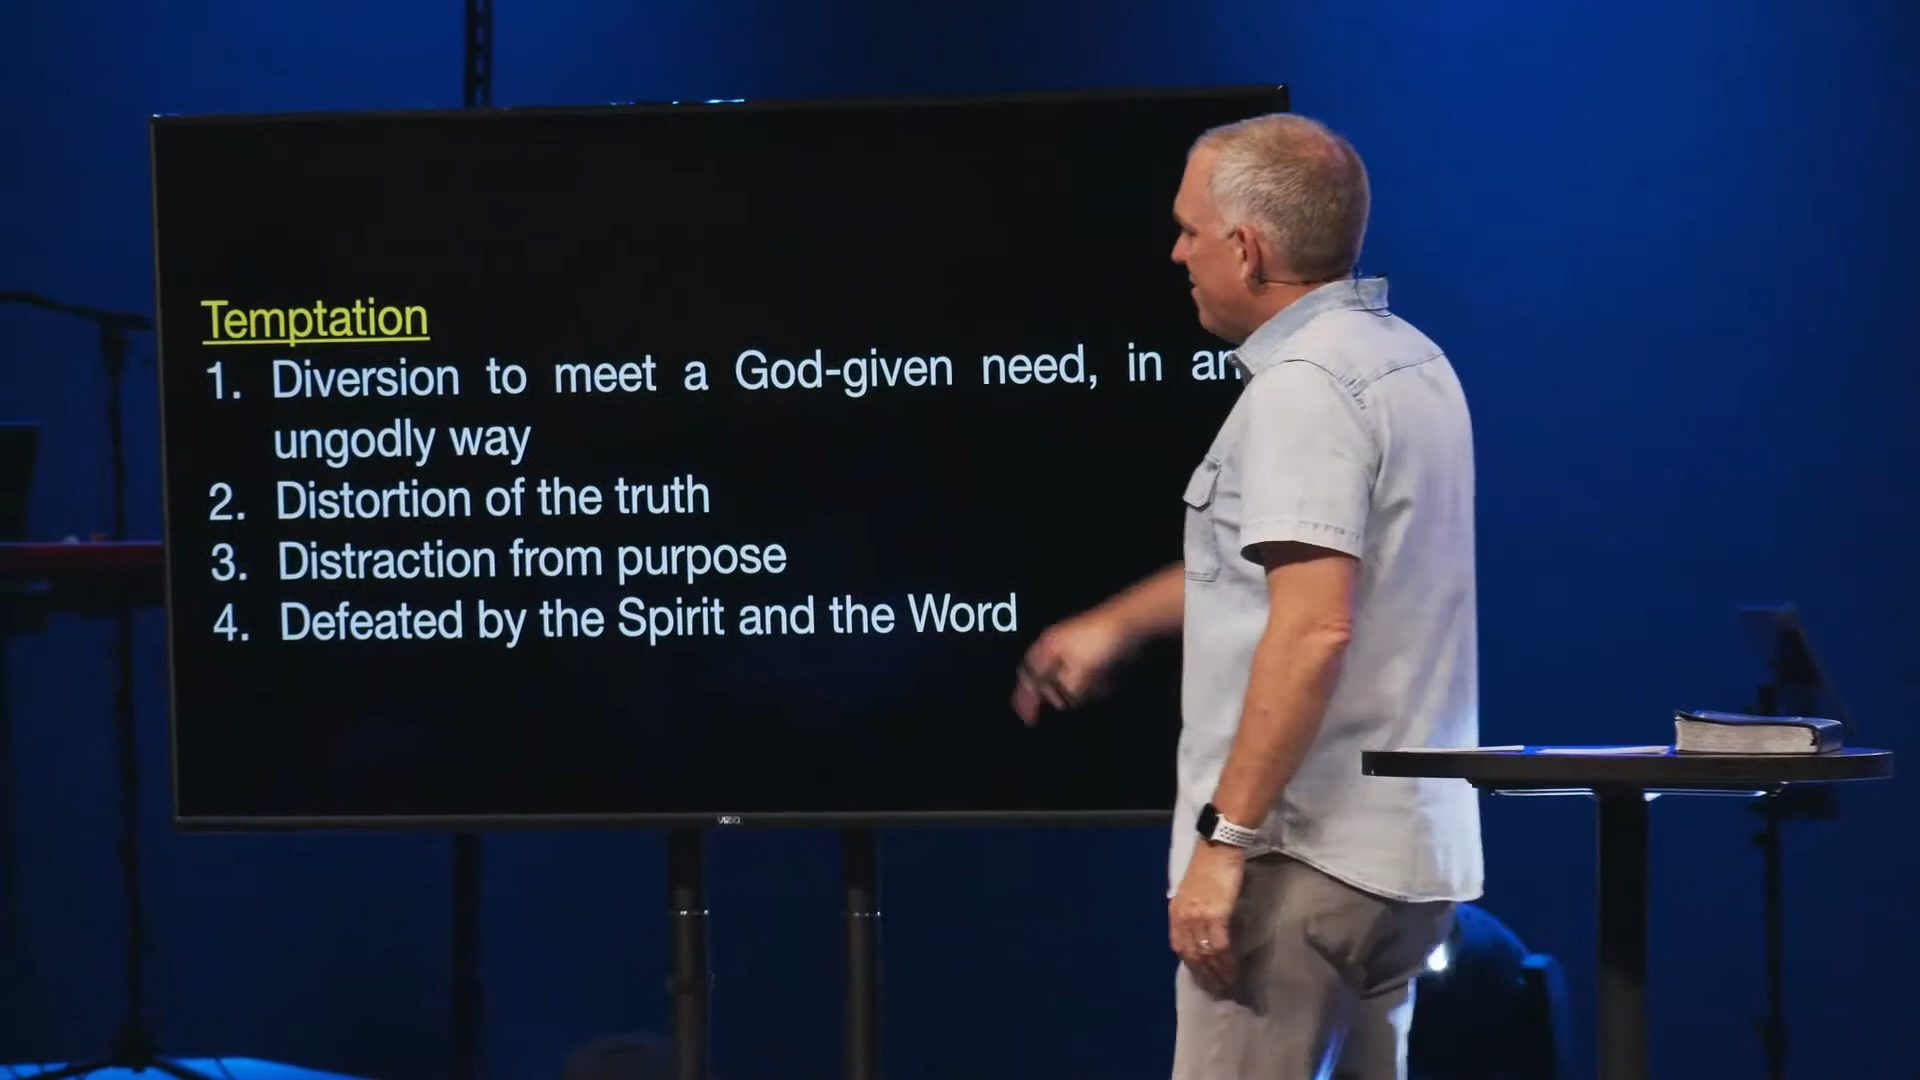 Temptation
1. Diversion to meet a God-given need, in an
ungodly way
2. Distortion of the truth
3. Distraction from purpose
4. Defeated by the Spirit and the Word
VIZIO